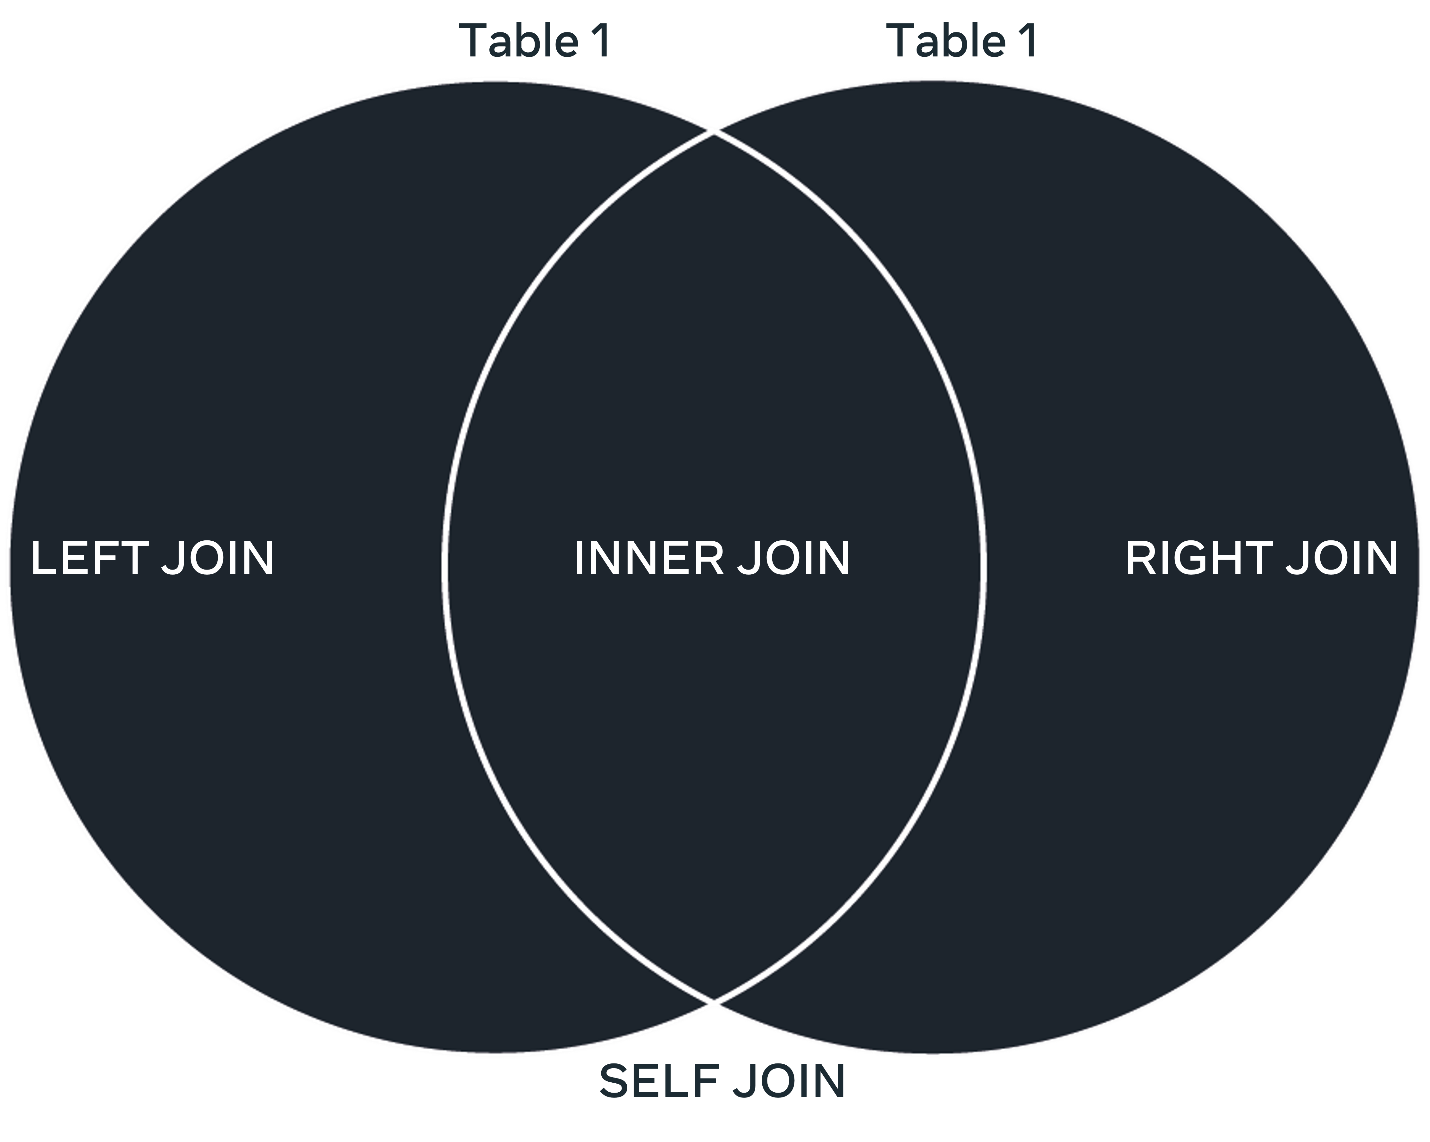 Table 1 Table 1
LEFT JOIN INNER JOIN RIGHT JOIN
SELF JOIN